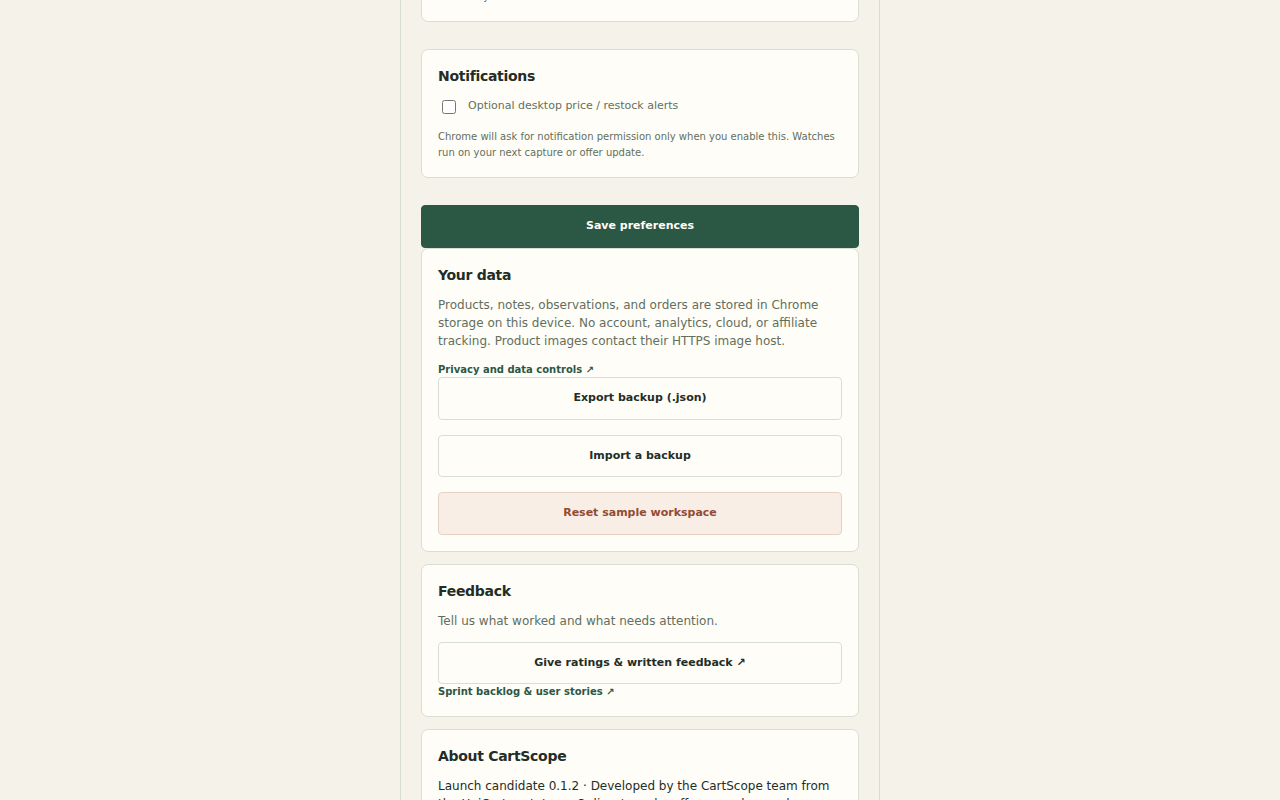 Notifications
Optional desktop price / restock alerts
Chrome will ask for notification permission only when you enable this. Watches
run on your next capture or offer update.
Save preferences
Your data
Products, notes, observations, and orders are stored in Chrome
storage on this device. No account, analytics, cloud, or affiliate
tracking. Product images contact their HTTPS image host.
Privacy and data controls ↗
Export backup (.json)
Import a backup
Reset sample workspace
Feedback
Tell us what worked and what needs attention.
Give ratings & written feedback ↗
Sprint backlog & user stories ↗
About CartScope
Launch candidate 0.1.2 · Developed by the CartScope team from